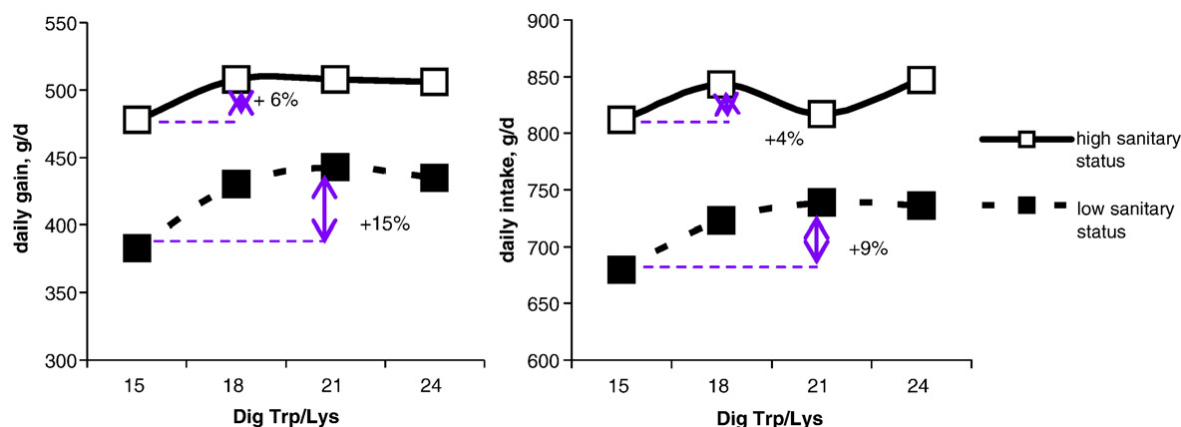 550
500
450
400
350
300
daily gain, g/d
+ 6%
+15%
15 18 21 24
Dig Trp/Lys
900
850
800
750
700
650
600
daily intake, g/d
+4%
+9%
15 18 21 24
Dig Trp/Lys
high sanitary
status
low sanitary
status